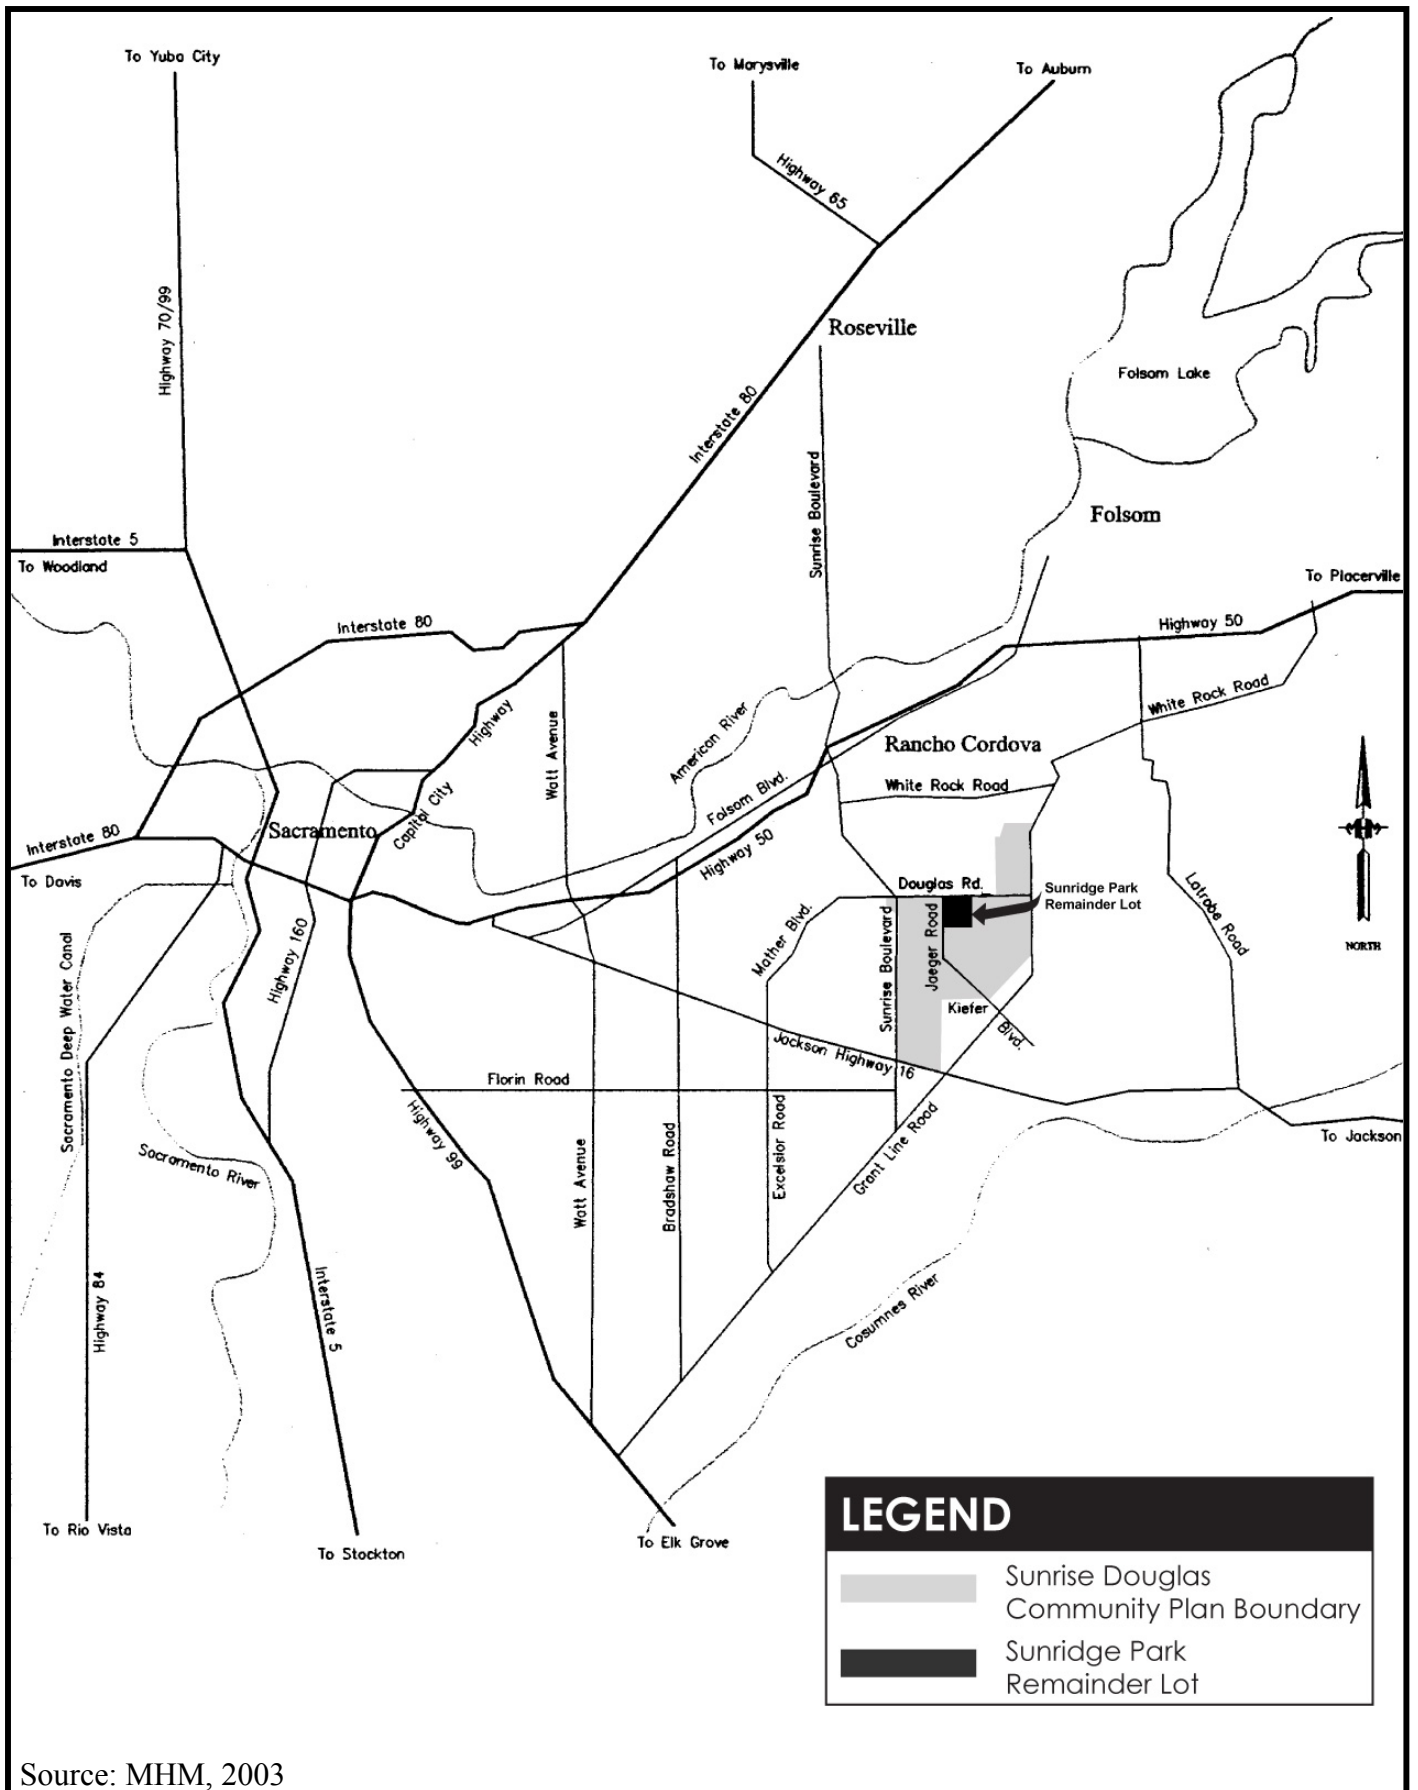 To Yuba City
To Marysville
To Auburn
Highway 65
Highway 70/99
Roseville
Folsom Lake
Interstate 80
Sunrise Boulevard
Folsom
Interstate 5
To Woodland
To Placerville
Interstate 80
Highway 50
White Rock Road
Capitol City
Highway
Watt Avenue
American River
Rancho Cordova
White Rock Road
Folsom Blvd.
Sacramento
Interstate 80
To Davis
Highway 50
Douglas Rd.
Sunridge Park
Remainder Lot
Latrobe Road
NORTH
Mather Blvd.
Sunrise Boulevard
Jaeger Road
Highway 160
Sacramento Deep Water Canal
Kiefer
Blvd.
Jackson Highway 16
Florin Road
Highway 99
Watt Avenue
Bradshaw Road
Excelsior Road
Grant Line Road
To Jackson
Sacramento River
Cosumnes River
Highway 84
Interstate 5
To Rio Vista
To Stockton
To Elk Grove
LEGEND
Sunrise Douglas
Community Plan Boundary
Sunridge Park
Remainder Lot
Source: MHM, 2003